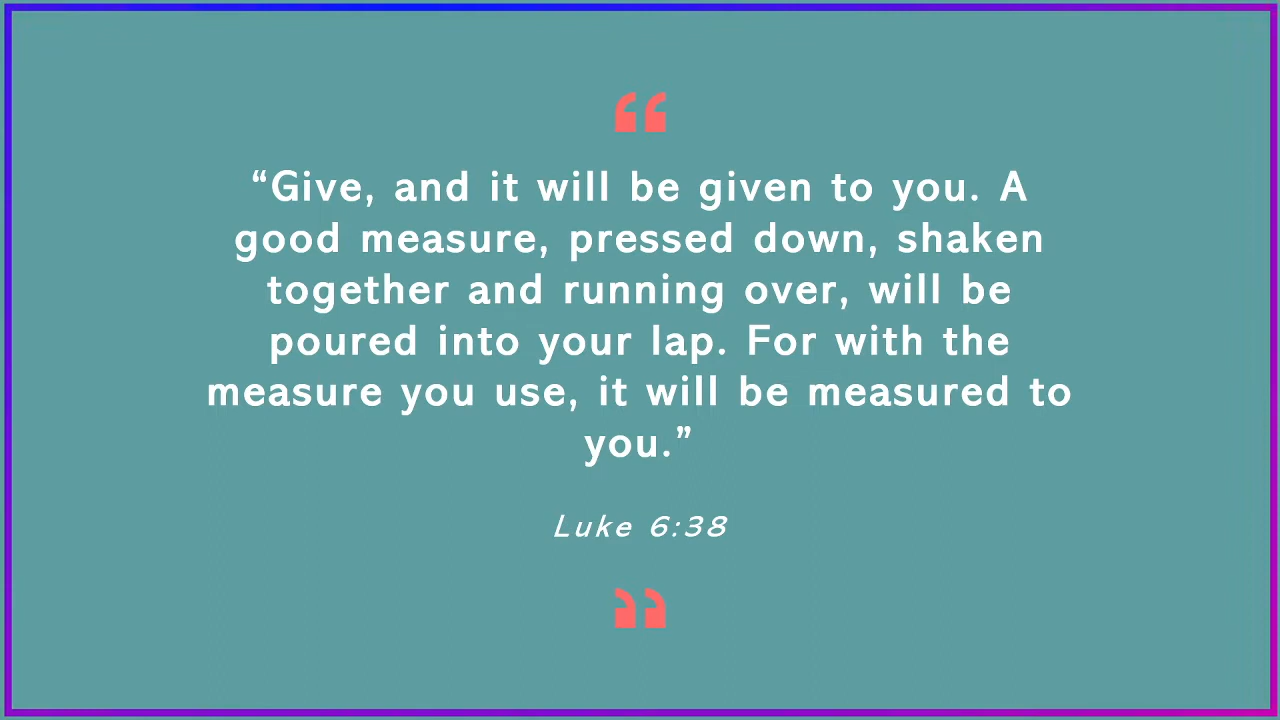 “Give, and it will be given to you. A
good measure, pressed down, shaken
together and running over, will be
poured into your lap. For with the
measure you use, it will be measured to
you.”
Luke 6:38